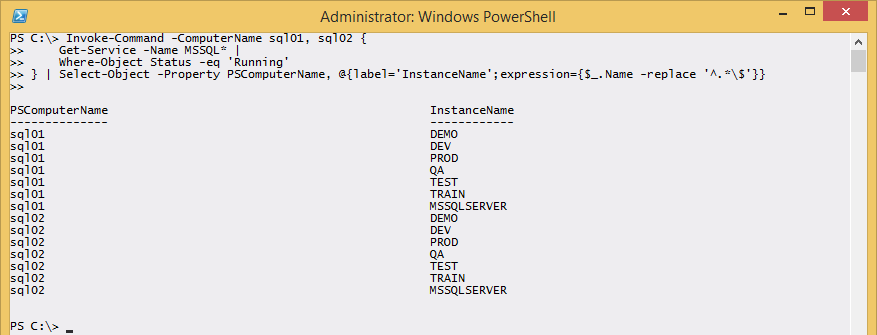 Administrator: Windows PowerShell
PS C:\> Invoke-Command -ComputerName sql01, sql02 {
>>     Get-Service -Name MSSQL* |
>>     Where-Object Status -eq 'Running'
>> } | Select-Object -Property PSComputerName, @{label='InstanceName';expression={$_.Name -replace '^.*\$'}}
>>
PSComputerName                                                InstanceName
--------------                                                ------------
sql01                                                         DEMO
sql01                                                         DEV
sql01                                                         PROD
sql01                                                         QA
sql01                                                         TEST
sql01                                                         TRAIN
sql01                                                         MSSQLSERVER
sql02                                                         DEMO
sql02                                                         DEV
sql02                                                         PROD
sql02                                                         QA
sql02                                                         TEST
sql02                                                         TRAIN
sql02                                                         MSSQLSERVER
PS C:\> _